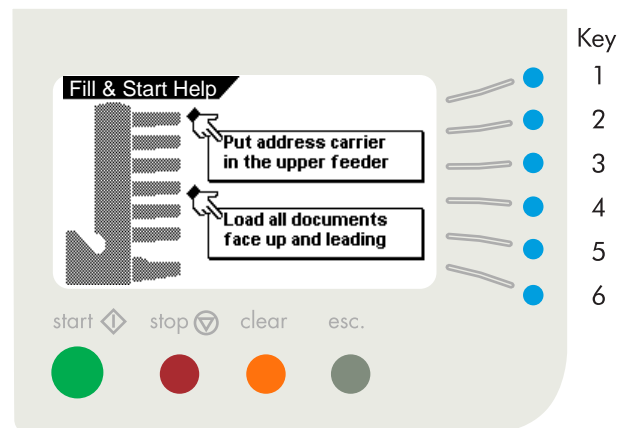 Key
Fill & Start Help
1
Put address carrier
in the upper feeder
2
3
Load all documents
face up and leading
4
5
6
start stop clear esc.